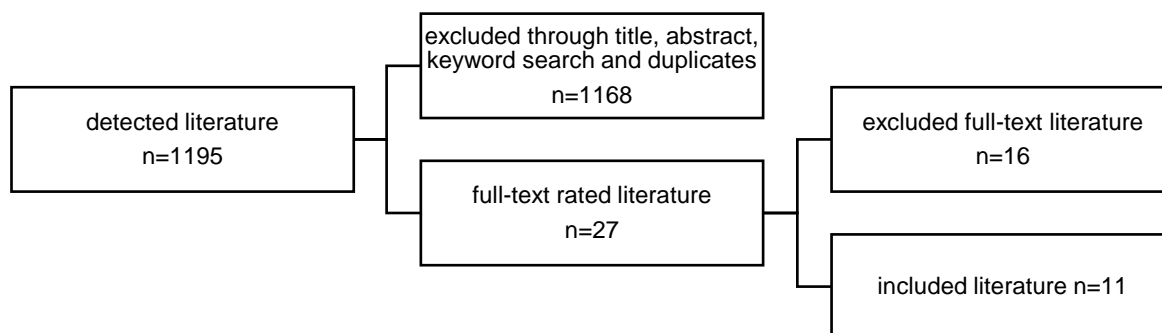 detected literature
n=1195
excluded through title, abstract,
keyword search and duplicates
n=1168
full-text rated literature
n=27
excluded full-text literature
n=16
included literature n=11